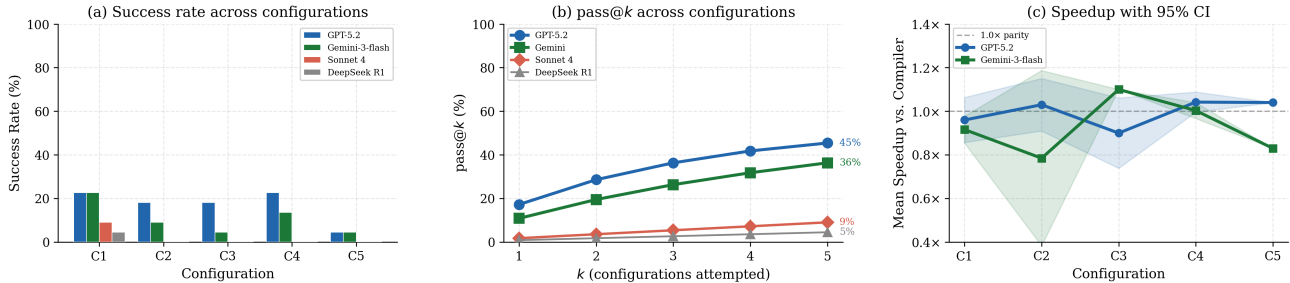 (a) Success rate across configurations
100
80
60
40
20
0
Success Rate (%)
GPT-5.2
Gemini-3-flash
Sonnet 4
DeepSeek R1
C1 C2 C3 C4 C5
Configuration
(b) pass@k across configurations
100
80
60
40
20
0
pass@k (%)
GPT-5.2
Gemini
Sonnet 4
DeepSeek R1
45%
36%
9%
5%
1 2 3 4 5
k (configurations attempted)
(c) Speedup with 95% CI
1.4×
1.2×
1.0×
0.8×
0.6×
0.4×
Mean Speedup vs. Compiler
1.0× parity
GPT-5.2
Gemini-3-flash
C1 C2 C3 C4 C5
Configuration